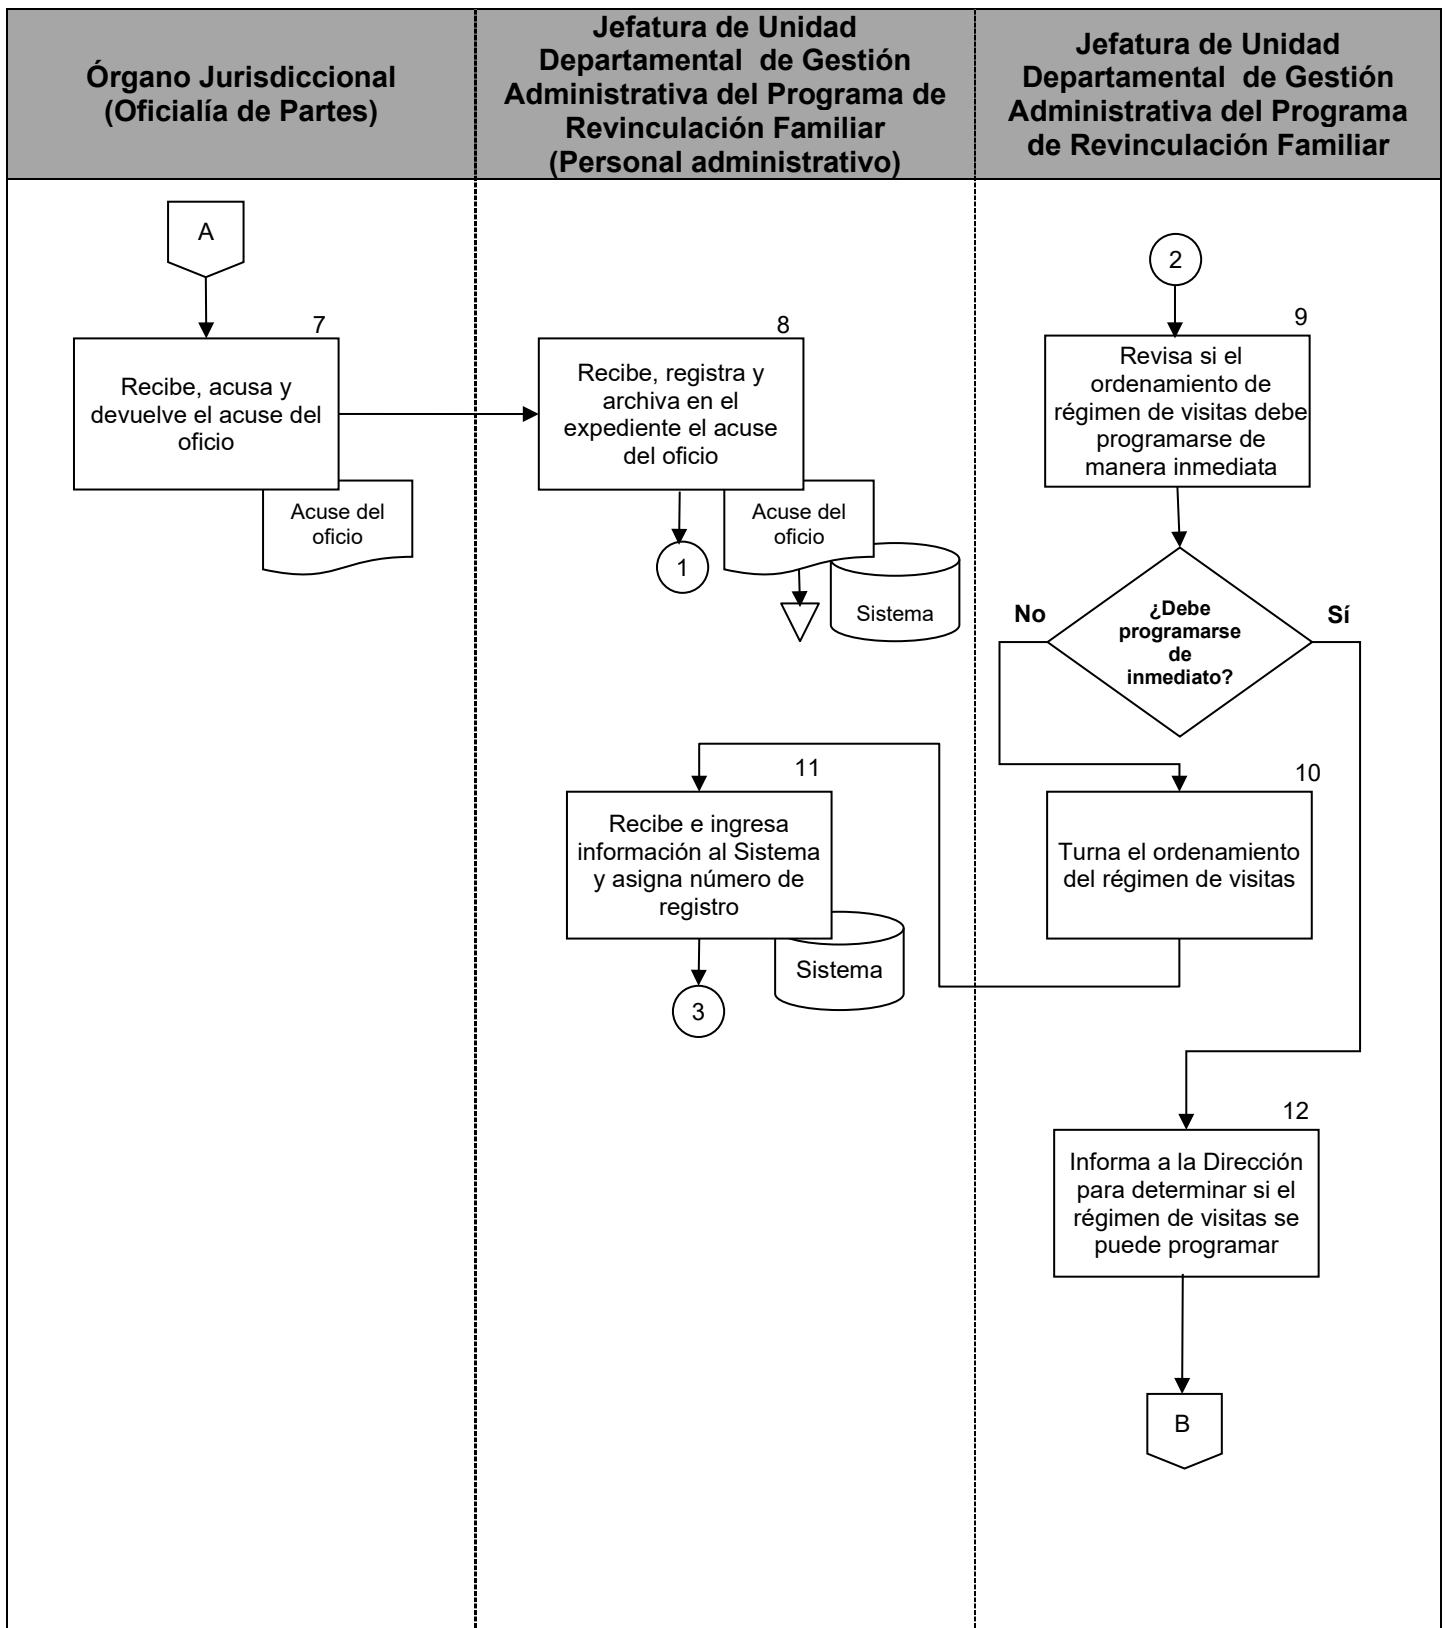 Órgano Jurisdiccional
(Oficialía de Partes)
Jefatura de Unidad
Departamental de Gestión
Administrativa del Programa de
Revinculación Familiar
(Personal administrativo)
Jefatura de Unidad
Departamental de Gestión
Administrativa del Programa
de Revinculación Familiar
A
7
Recibe, acusa y
devuelve el acuse del
oficio
Acuse del
oficio
8
Recibe, registra y
archiva en el
expediente el acuse
del oficio
Acuse del
oficio
1
Sistema
2
9
Revisa si el
ordenamiento de
régimen de visitas debe
programarse de
manera inmediata
No
¿Debe
programarse
de
inmediato?
Sí
10
Turna el ordenamiento
del régimen de visitas
11
Recibe e ingresa
información al Sistema
y asigna número de
registro
Sistema
3
12
Informa a la Dirección
para determinar si el
régimen de visitas se
puede programar
B